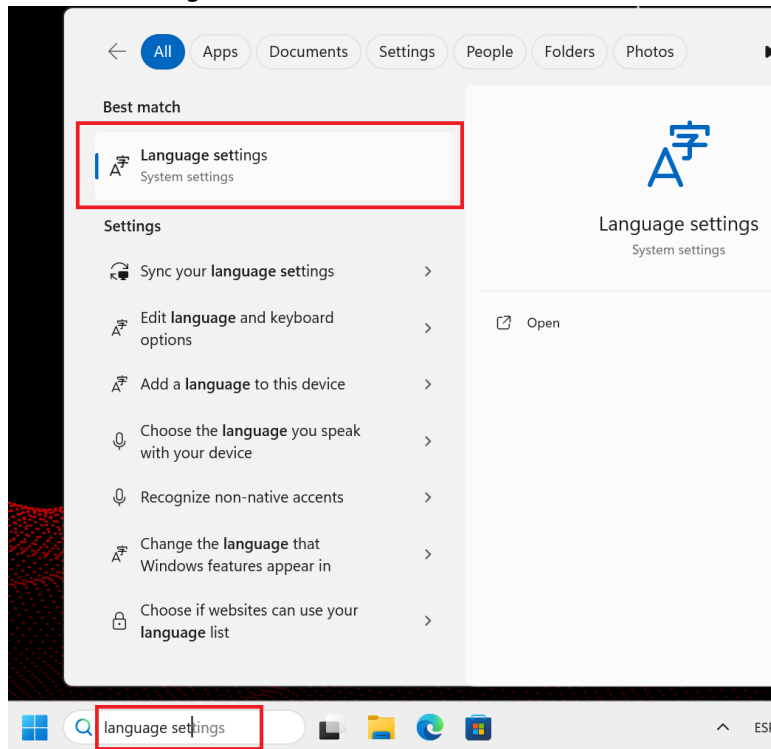 All Apps Documents Settings People Folders Photos
Best match
Language settings
System settings
Settings
Sync your language settings
Edit language and keyboard
options
Add a language to this device
Choose the language you speak
with your device
Recognize non-native accents
Change the language that
Windows features appear in
Choose if websites can use your
language list
Language settings
System settings
Open
language settings